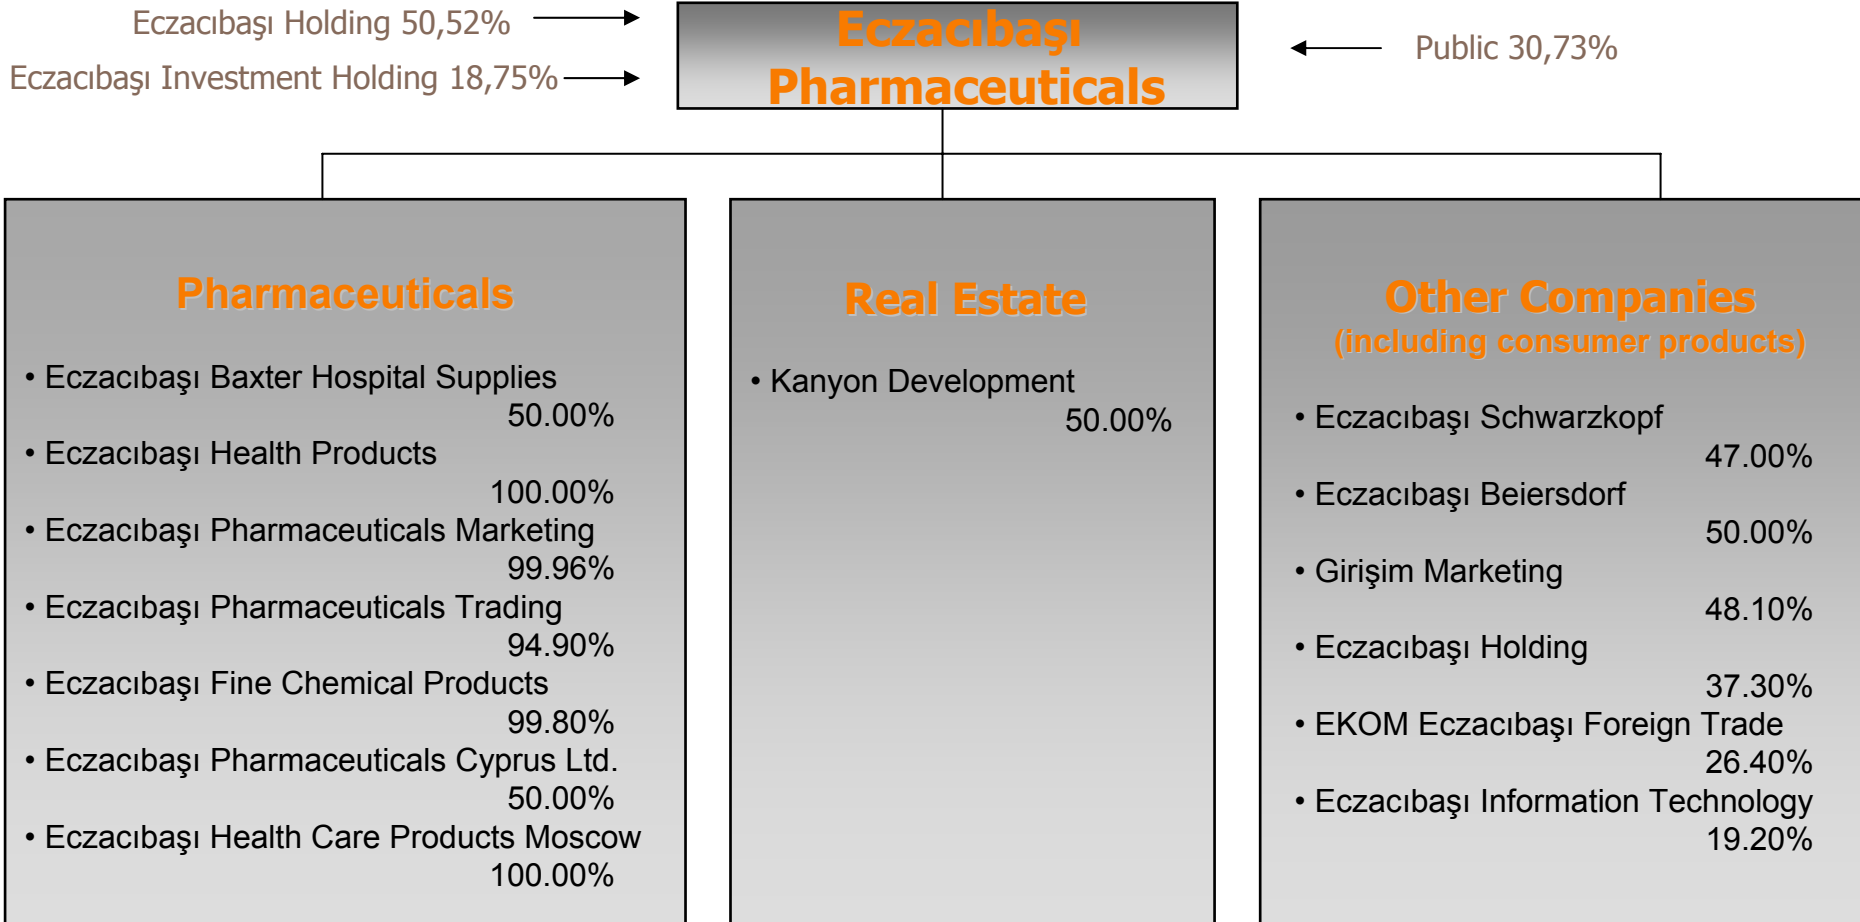 Eczacıbaşı Holding 50,52%
Eczacıbaşı Investment Holding 18,75%
Eczacıbaşı
Pharmaceuticals
Public 30,73%
Pharmaceuticals
• Eczacıbaşı Baxter Hospital Supplies
50.00%
• Eczacıbaşı Health Products
100.00%
• Eczacıbaşı Pharmaceuticals Marketing
99.96%
• Eczacıbaşı Pharmaceuticals Trading
94.90%
• Eczacıbaşı Fine Chemical Products
99.80%
• Eczacıbaşı Pharmaceuticals Cyprus Ltd.
50.00%
• Eczacıbaşı Health Care Products Moscow
100.00%
Real Estate
• Kanyon Development
50.00%
Other Companies
(including consumer products)
• Eczacıbaşı Schwarzkopf
47.00%
• Eczacıbaşı Beiersdorf
50.00%
• Girişim Marketing
48.10%
• Eczacıbaşı Holding
37.30%
• EKOM Eczacıbaşı Foreign Trade
26.40%
• Eczacıbaşı Information Technology
19.20%